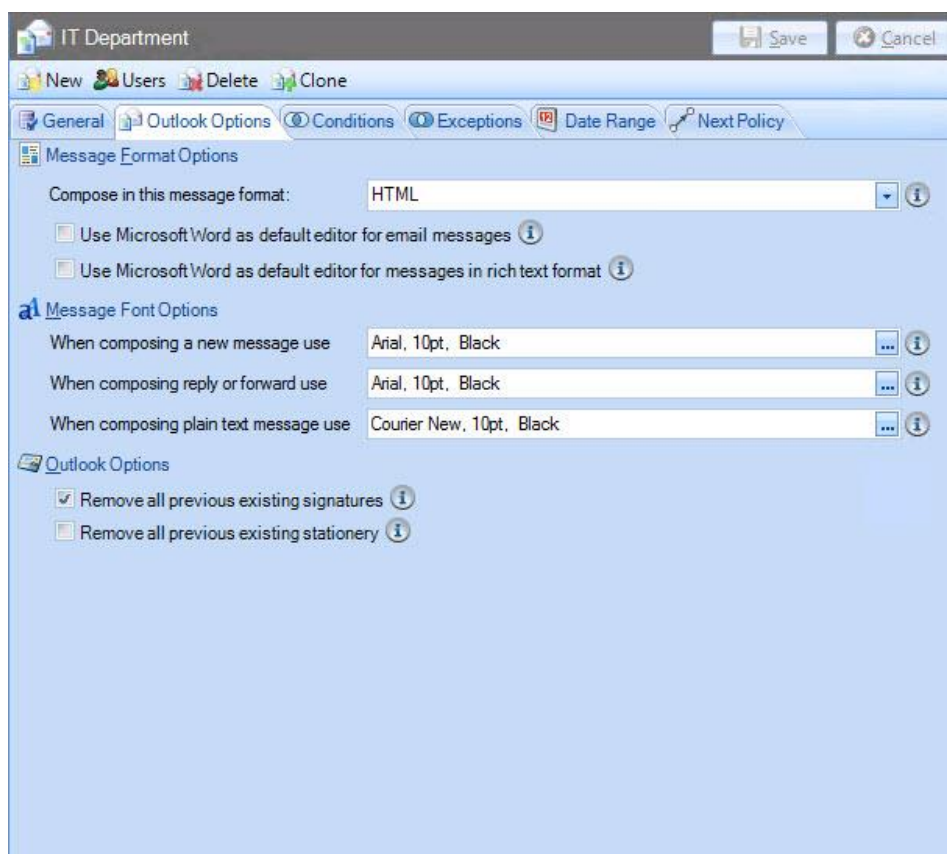 IT Department
Save
Cancel
New Users Delete Clone
General Outlook Options Conditions Exceptions Date Range Next Policy
Message Format Options
Compose in this message format: HTML
Use Microsoft Word as default editor for email messages
Use Microsoft Word as default editor for messages in rich text format
Message Font Options
When composing a new message use Arial, 10pt, Black
When composing reply or forward use Arial, 10pt, Black
When composing plain text message use Courier New, 10pt, Black
Outlook Options
Remove all previous existing signatures
Remove all previous existing stationery